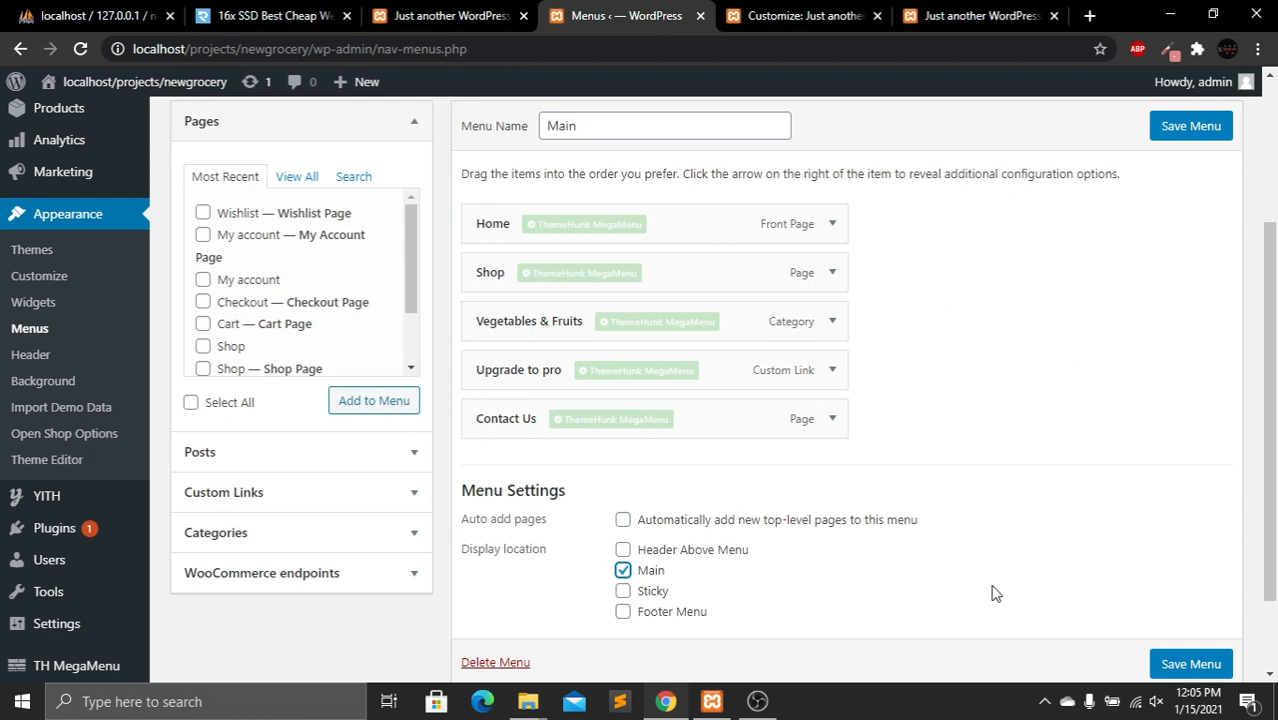 localhost / 127.0.0.1 / n
16x SSD Best Cheap We
Just another WordPress
Menus ‹ — WordPress
Customize: Just anothe
Just another WordPress
localhost/projects/newgrocery/wp-admin/nav-menus.php
ABP
localhost/projects/newgrocery
1
0
New
Howdy, admin
Products
Analytics
Marketing
Appearance
Themes
Customize
Widgets
Menus
Header
Background
Import Demo Data
Open Shop Options
Theme Editor
YITH
Plugins 1
Users
Tools
Settings
TH MegaMenu
Pages
Most Recent View All Search
Wishlist — Wishlist Page
My account — My Account
Page
My account
Checkout — Checkout Page
Cart — Cart Page
Shop
Shop — Shop Page
Select All
Add to Menu
Posts
Custom Links
Categories
WooCommerce endpoints
Menu Name Main
Save Menu
Drag the items into the order you prefer. Click the arrow on the right of the item to reveal additional configuration options.
Home ThemeHunk MegaMenu Front Page
Shop ThemeHunk MegaMenu Page
Vegetables & Fruits ThemeHunk MegaMenu Category
Upgrade to pro ThemeHunk MegaMenu Custom Link
Contact Us ThemeHunk MegaMenu Page
Menu Settings
Auto add pages Automatically add new top-level pages to this menu
Display location Header Above Menu
Main
Sticky
Footer Menu
Delete Menu
Save Menu
Type here to search
12:05 PM
1/15/2021
1